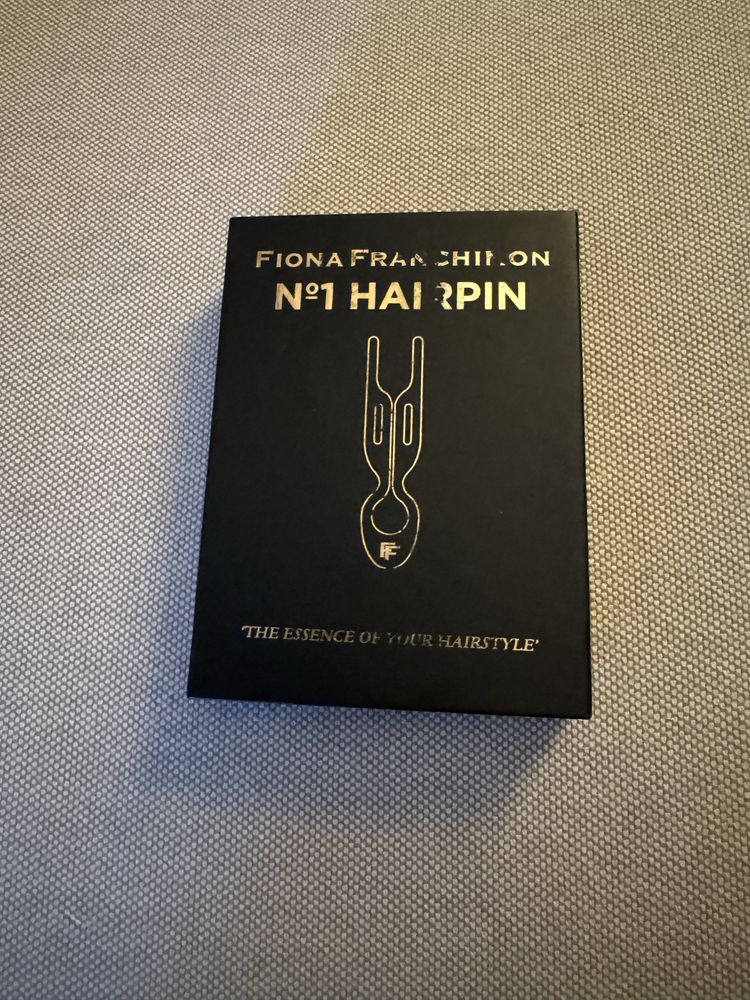 FIONA FRANCHIMON
Nº1 HAIRPIN
FF
'THE ESSENCE OF YOUR HAIRSTYLE'